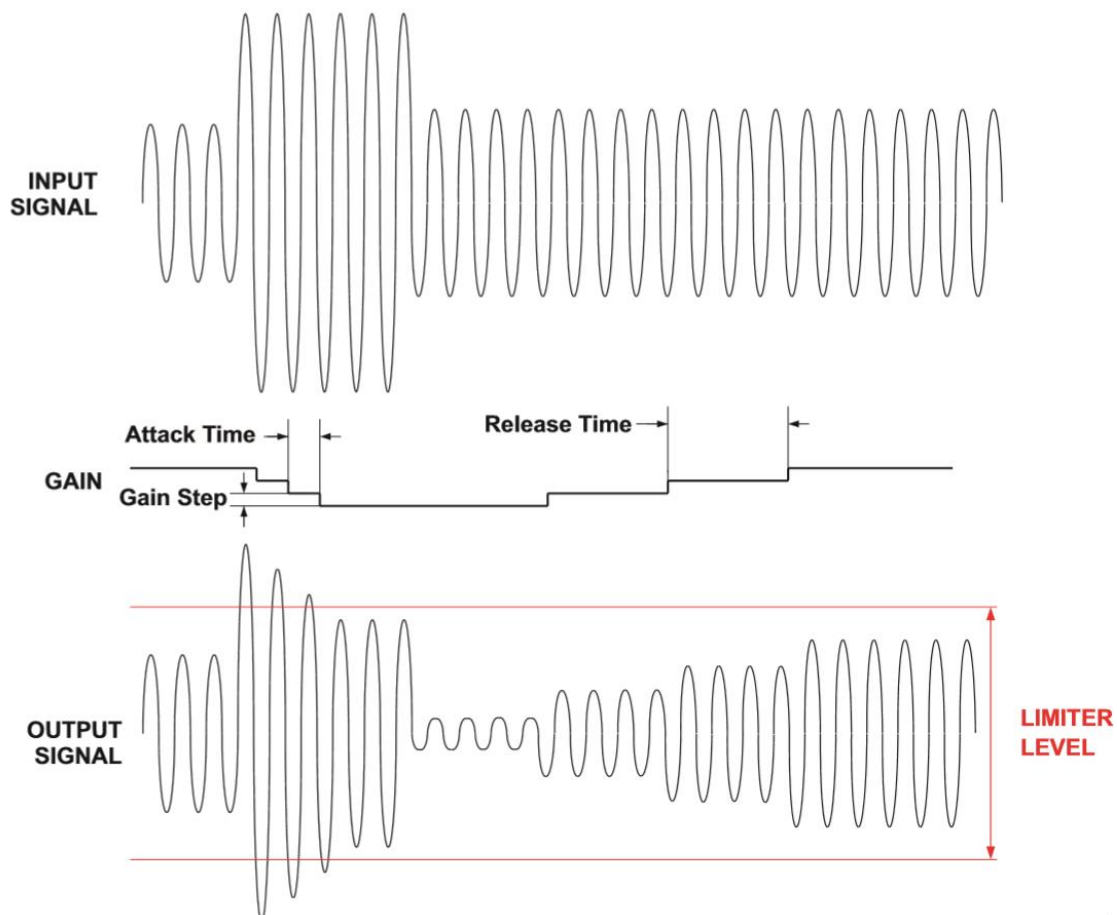 INPUT
SIGNAL
Attack Time
Release Time
GAIN
Gain Step
OUTPUT
SIGNAL
LIMITER
LEVEL